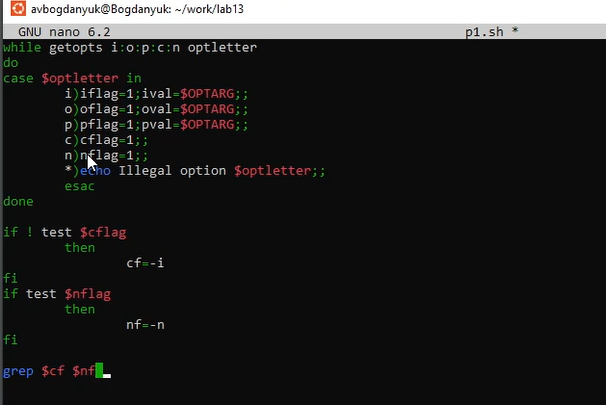 avbogdanyuk@Bogdanyuk: ~/work/lab13
GNU nano 6.2 p1.sh *
while getopts i:o:p:c:n optletter
do
case $optletter in
i)iflag=1;ival=$OPTARG;;
o)oflag=1;oval=$OPTARG;;
p)pflag=1;pval=$OPTARG;;
c)cflag=1;;
n)nflag=1;;
*)echo Illegal option $optletter;;
esac
done
if ! test $cflag
then
cf=-i
fi
if test $nflag
then
nf=-n
fi
grep $cf $nf